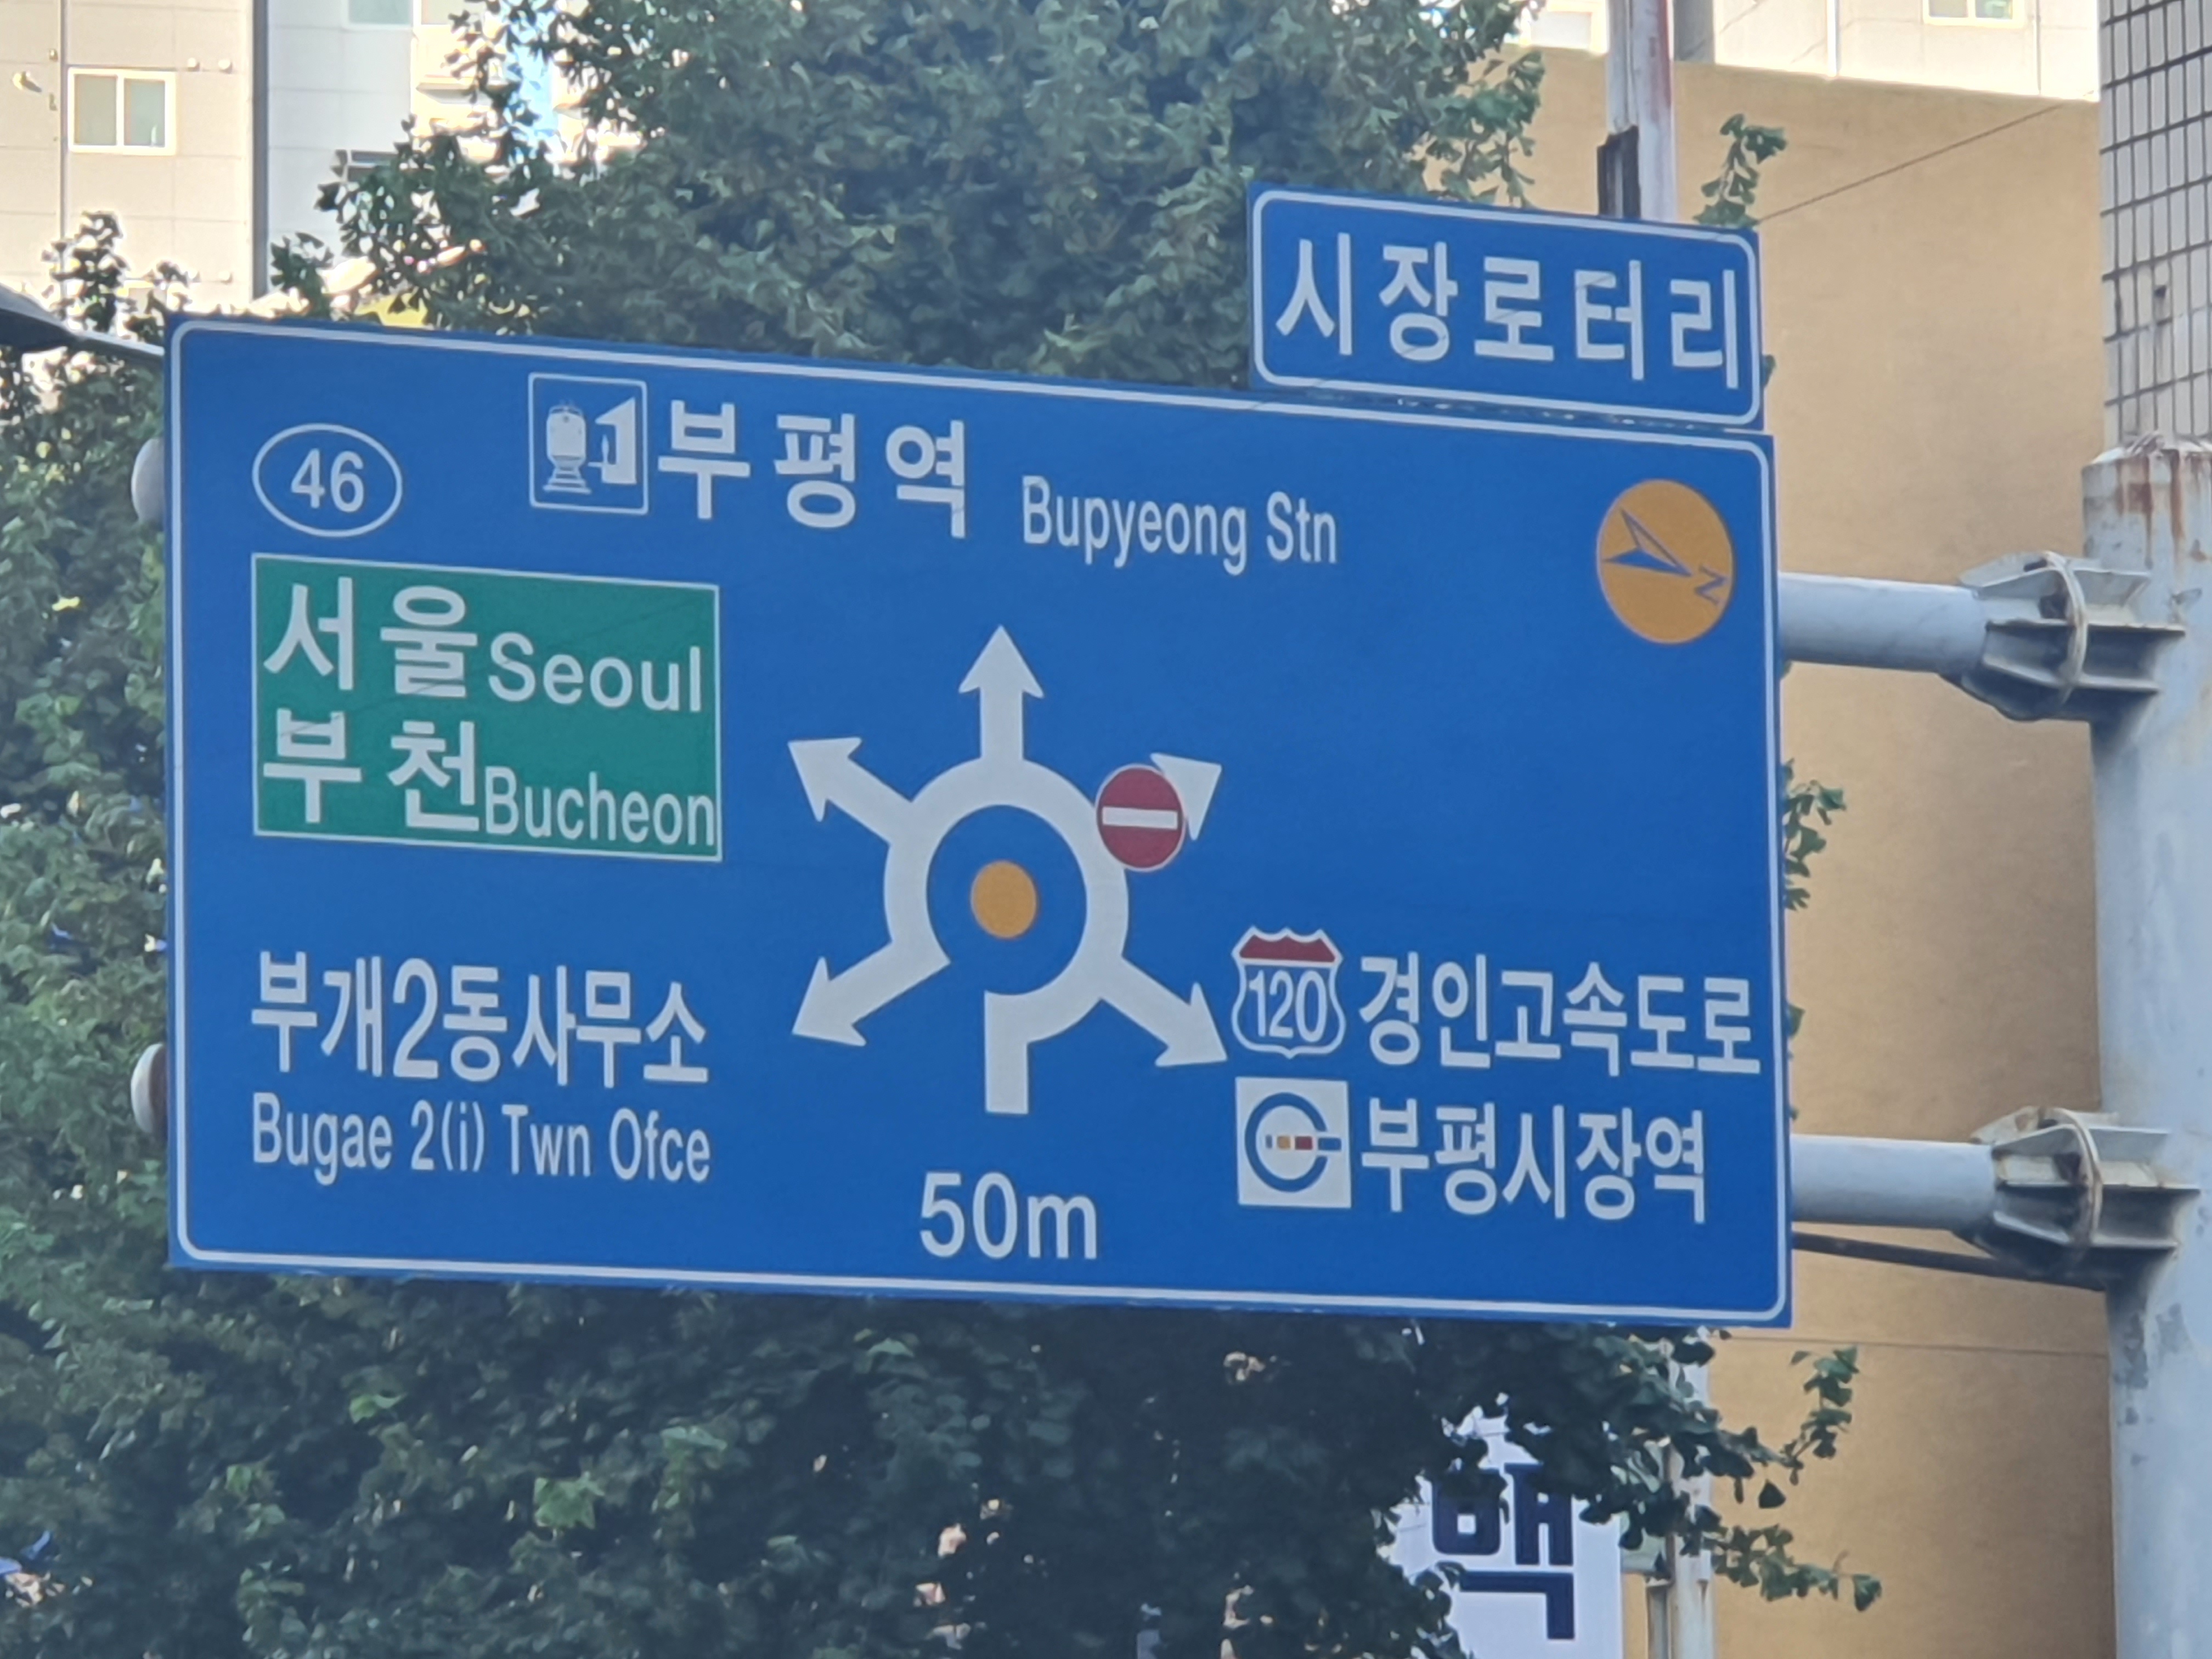 시장로터리
46
부평역 Bupyeong Stn
N
서울 Seoul
부천 Bucheon
120 경인고속도로
부개2동사무소
Bugae 2(i) Twn Ofce
부평시장역
50m
백